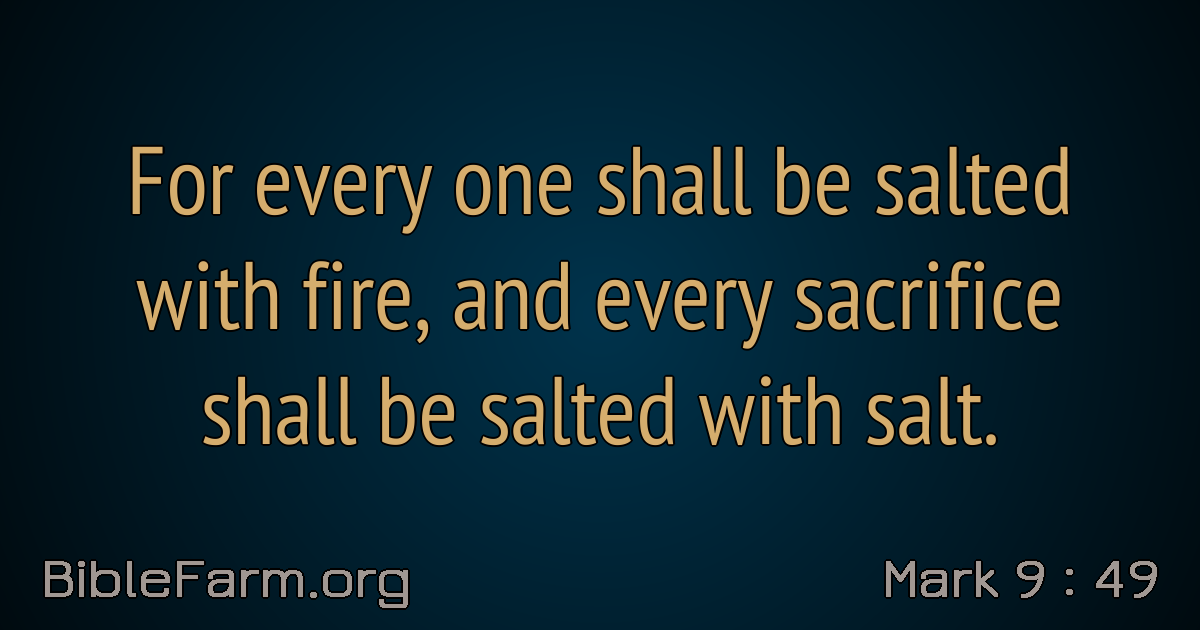 For every one shall be salted
with fire, and every sacrifice
shall be salted with salt.
BibleFarm.org
Mark 9 : 49